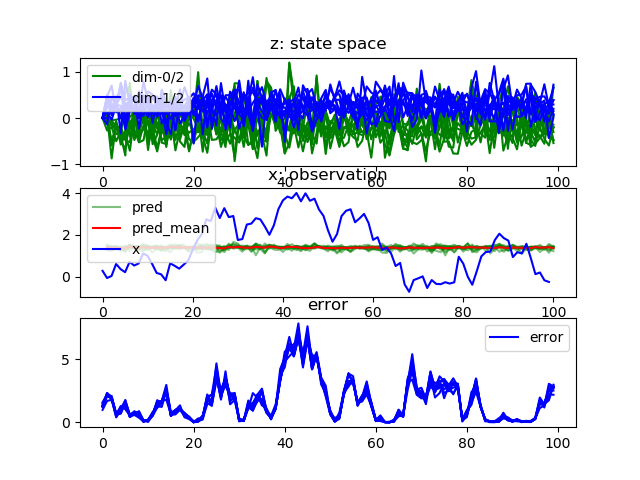 z: state space
1
0
−1
dim-0/2
dim-1/2
0 20 40 60 80 100
x: observation
4
2
0
pred
pred_mean
x
0 20 40 60 80 100
error
5
0
error
0 20 40 60 80 100